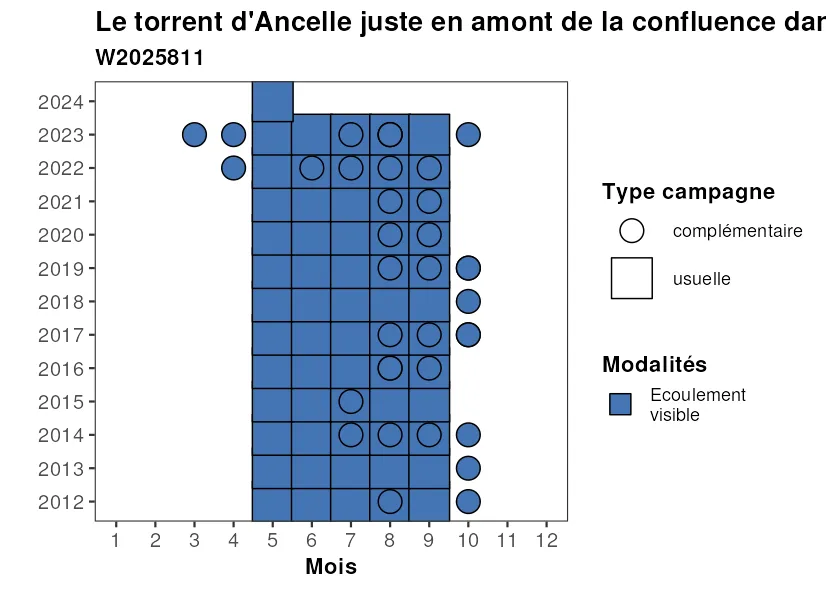 Le torrent d'Ancelle juste en amont de la confluence dan
W2025811
2024
2023
2022
2021
2020
2019
2018
2017
2016
2015
2014
2013
2012
1 2 3 4 5 6 7 8 9 10 11 12
Mois
Type campagne
complémentaire
usuelle
Modalités
Ecoulement
visible